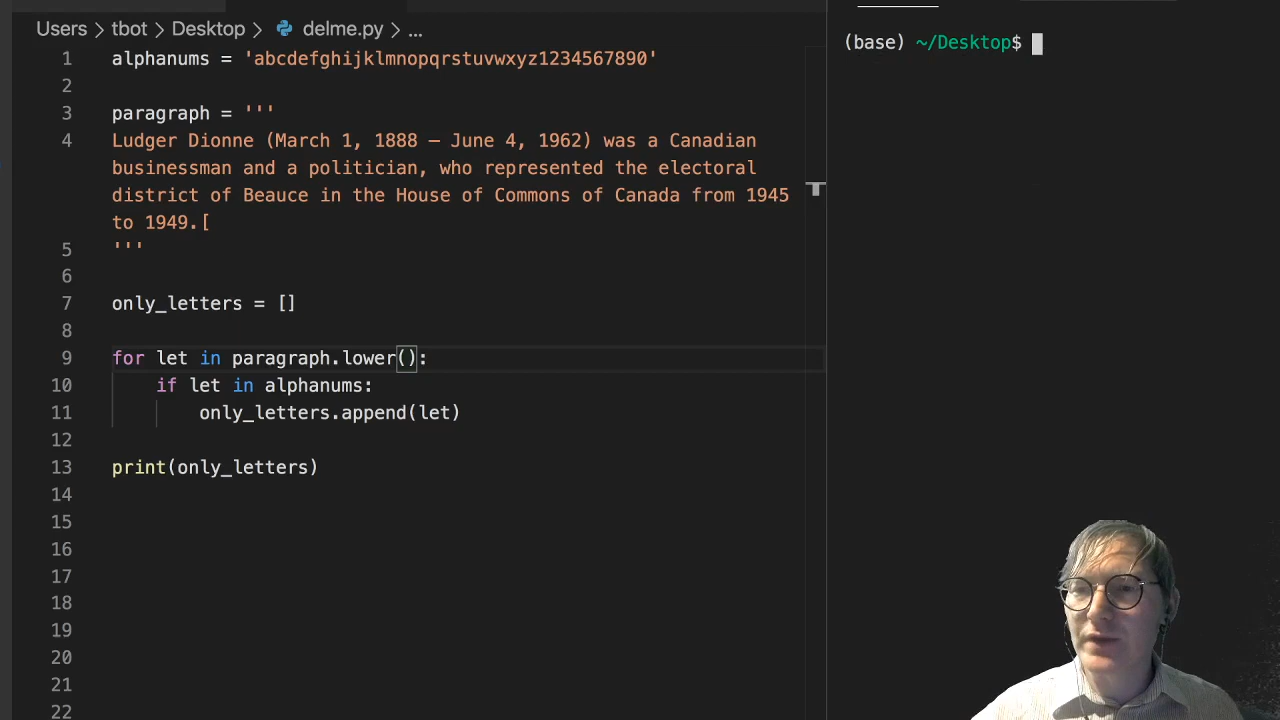 Users > tbot > Desktop > delme.py > ...
(base) ~/Desktop$
1 alphanums = 'abcdefghijklmnopqrstuvwxyz1234567890'
2
3 paragraph = '''
4 Ludger Dionne (March 1, 1888 – June 4, 1962) was a Canadian
businessman and a politician, who represented the electoral
district of Beauce in the House of Commons of Canada from 1945
to 1949.[
5 '''
6
7 only_letters = []
8
9 for let in paragraph.lower():
10 if let in alphanums:
11 only_letters.append(let)
12
13 print(only_letters)
14
15
16
17
18
19
20
21
22